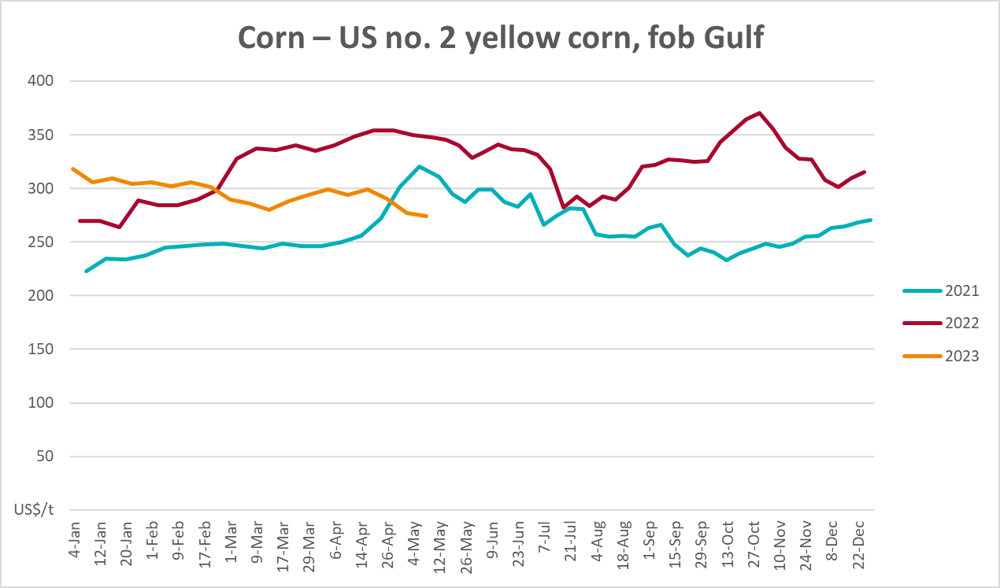 Corn – US no. 2 yellow corn, fob Gulf
400
350
300
250
200
150
100
50
US$/t
4-Jan
12-Jan
20-Jan
1-Feb
9-Feb
17-Feb
1-Mar
9-Mar
17-Mar
29-Mar
6-Apr
14-Apr
26-Apr
4-May
12-May
26-May
9-Jun
23-Jun
7-Jul
21-Jul
4-Aug
18-Aug
1-Sep
15-Sep
29-Sep
13-Oct
27-Oct
10-Nov
24-Nov
8-Dec
22-Dec
2021
2022
2023